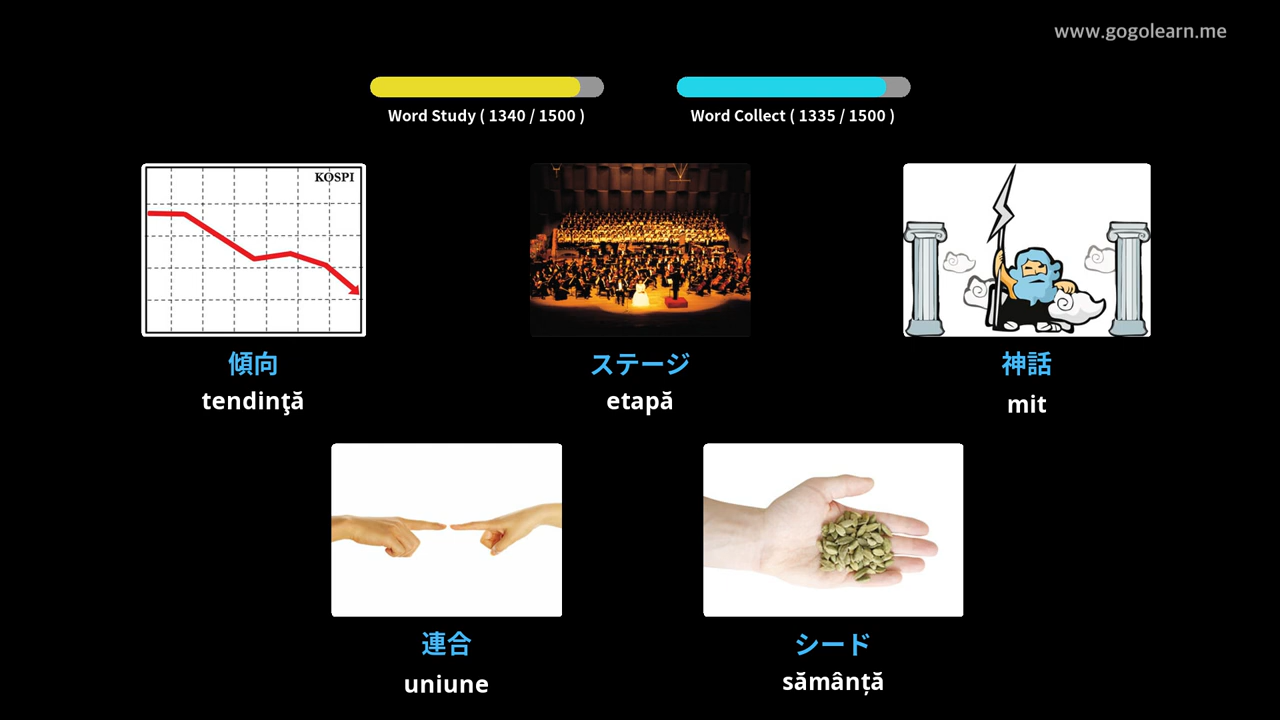 www.gogolearn.me
Word Study ( 1340 / 1500 )
Word Collect ( 1335 / 1500 )
KOSPI
傾向
tendinţă
ステージ
etapă
神話
mit
連合
uniune
シード
sămânță